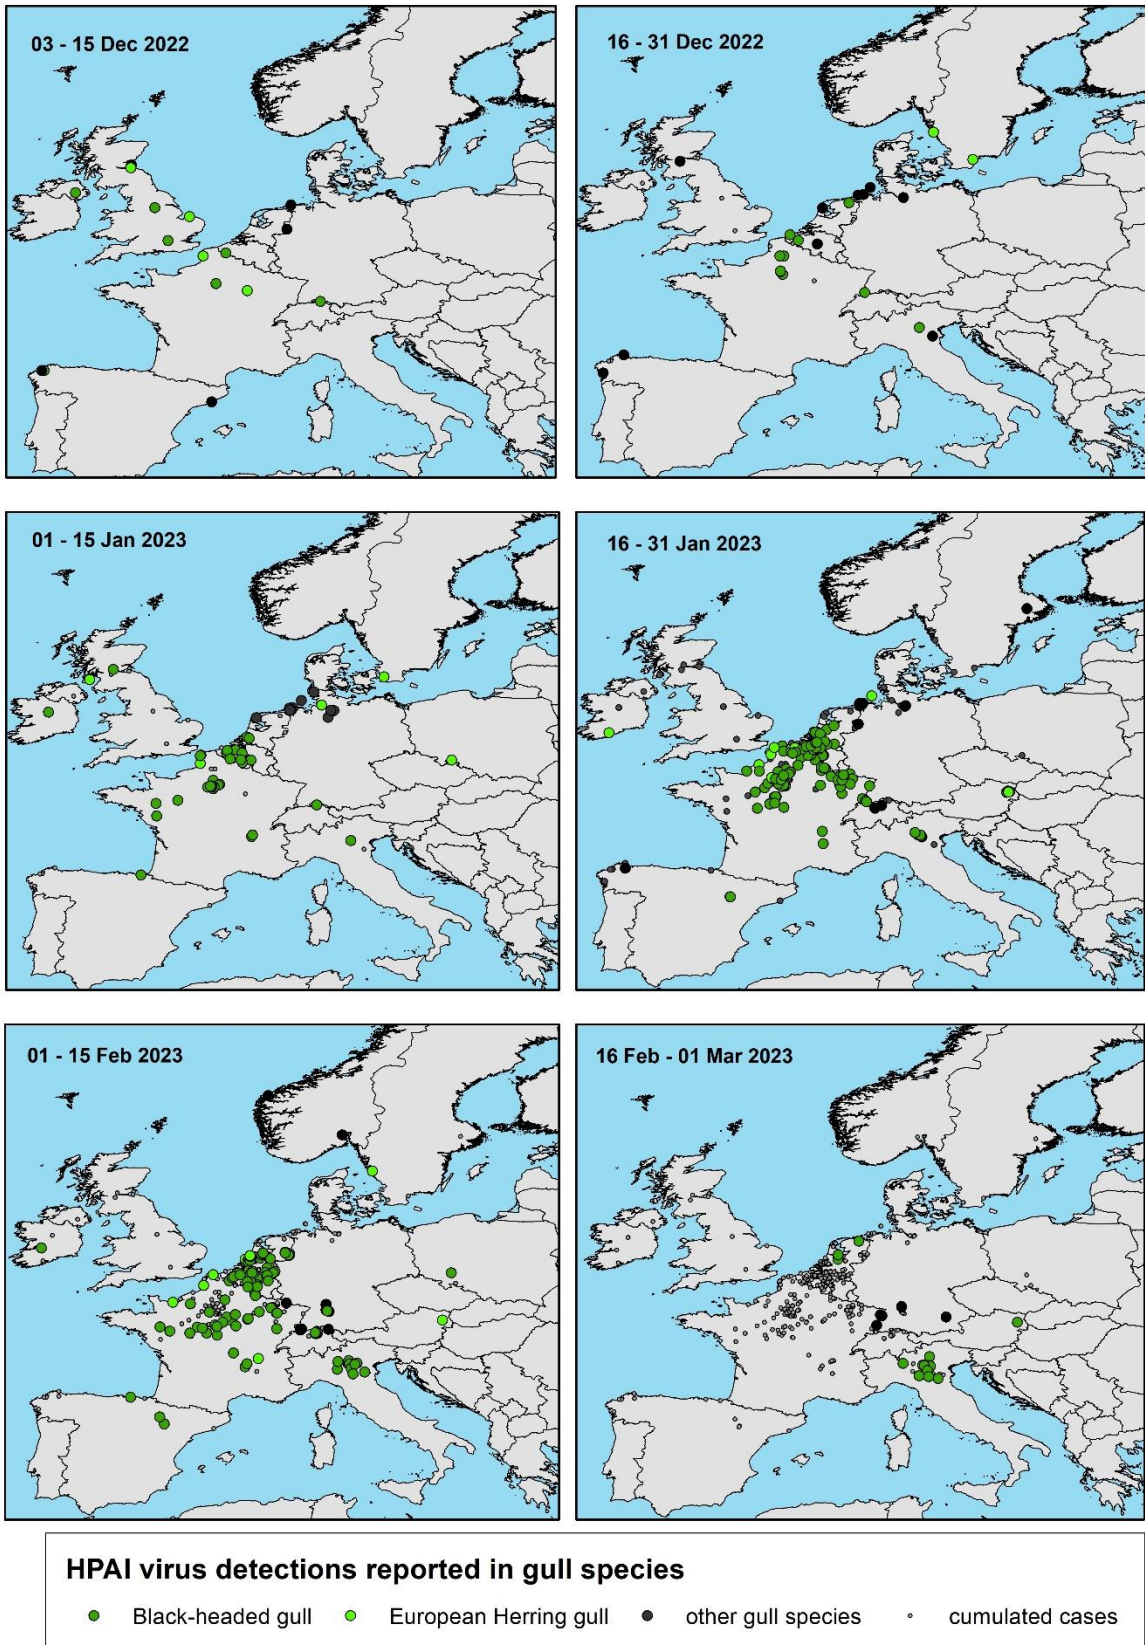 03 - 15 Dec 2022
16 - 31 Dec 2022
01 - 15 Jan 2023
16 - 31 Jan 2023
01 - 15 Feb 2023
16 Feb - 01 Mar 2023
HPAI virus detections reported in gull species
Black-headed gull European Herring gull other gull species cumulated cases